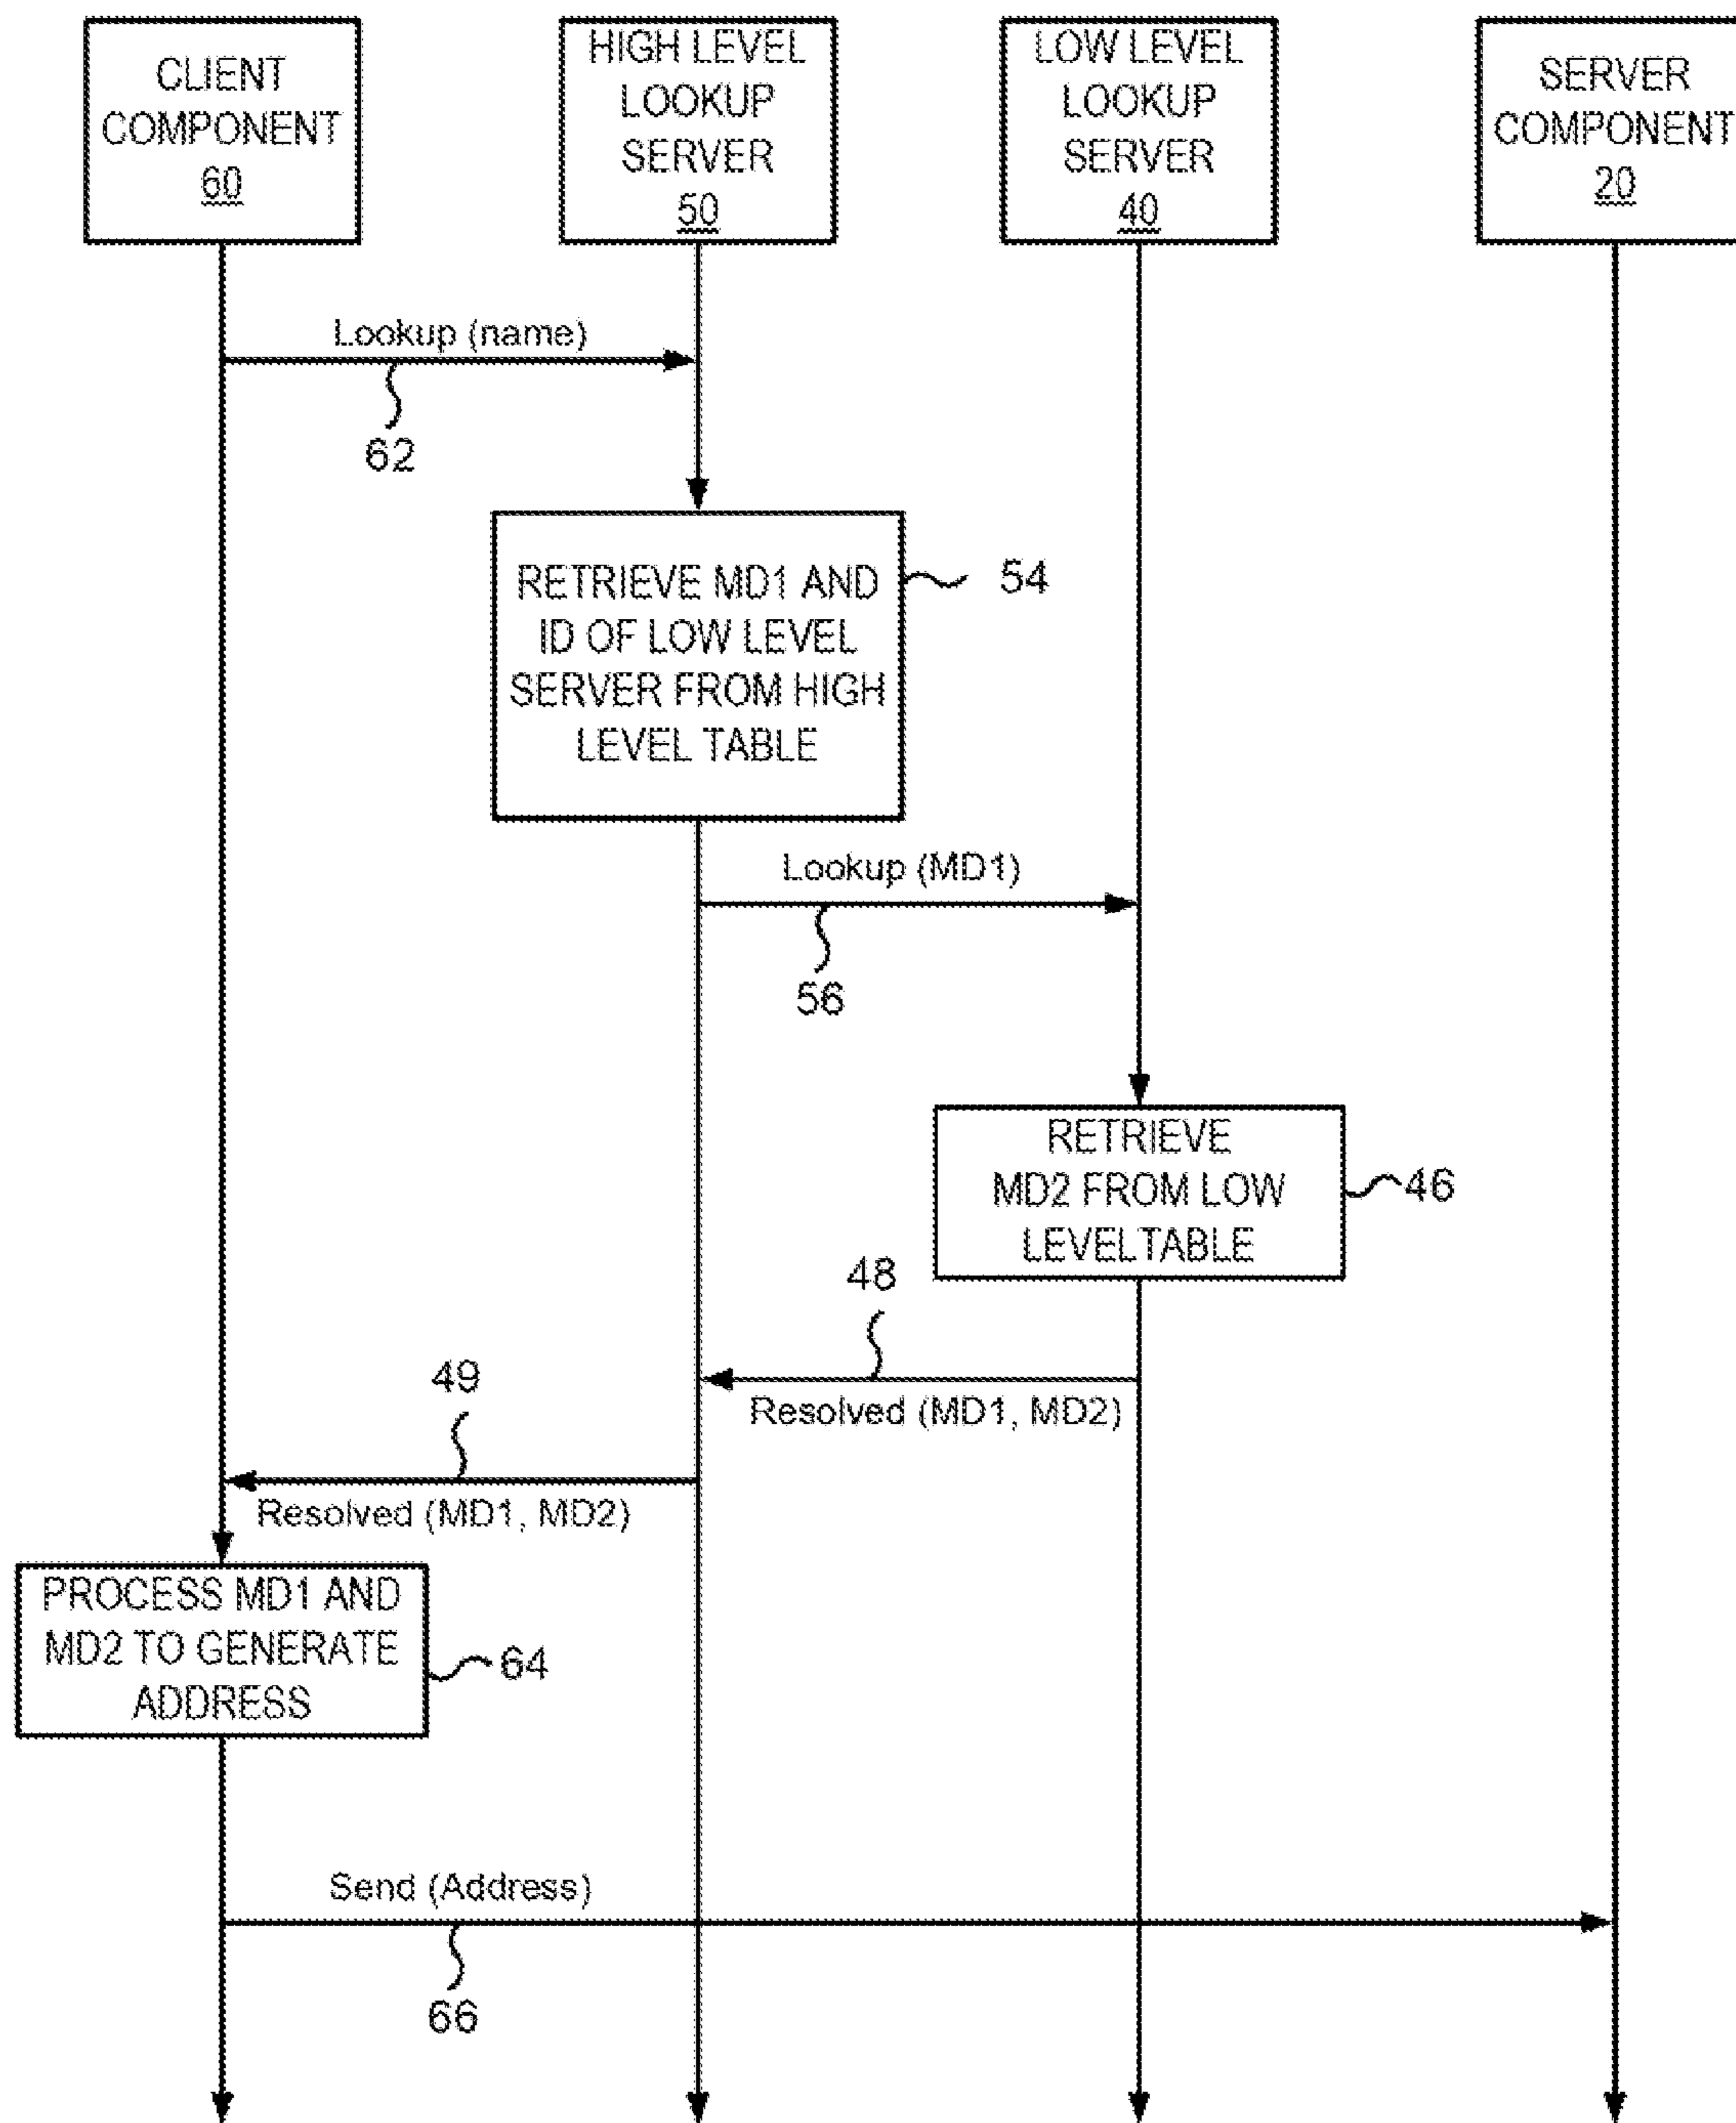 CLIENT
COMPONENT
60
HIGH LEVEL
LOOKUP
SERVER
50
LOW LEVEL
LOOKUP
SERVER
40
SERVER
COMPONENT
20
Lookup (name)
62
RETRIEVE MD1 AND
ID OF LOW LEVEL
SERVER FROM HIGH
LEVEL TABLE
54
Lookup (MD1)
56
RETRIEVE
MD2 FROM LOW
LEVELTABLE
46
48
Resolved (MD1, MD2)
49
Resolved (MD1, MD2)
PROCESS MD1 AND
MD2 TO GENERATE
ADDRESS
64
Send (Address)
66